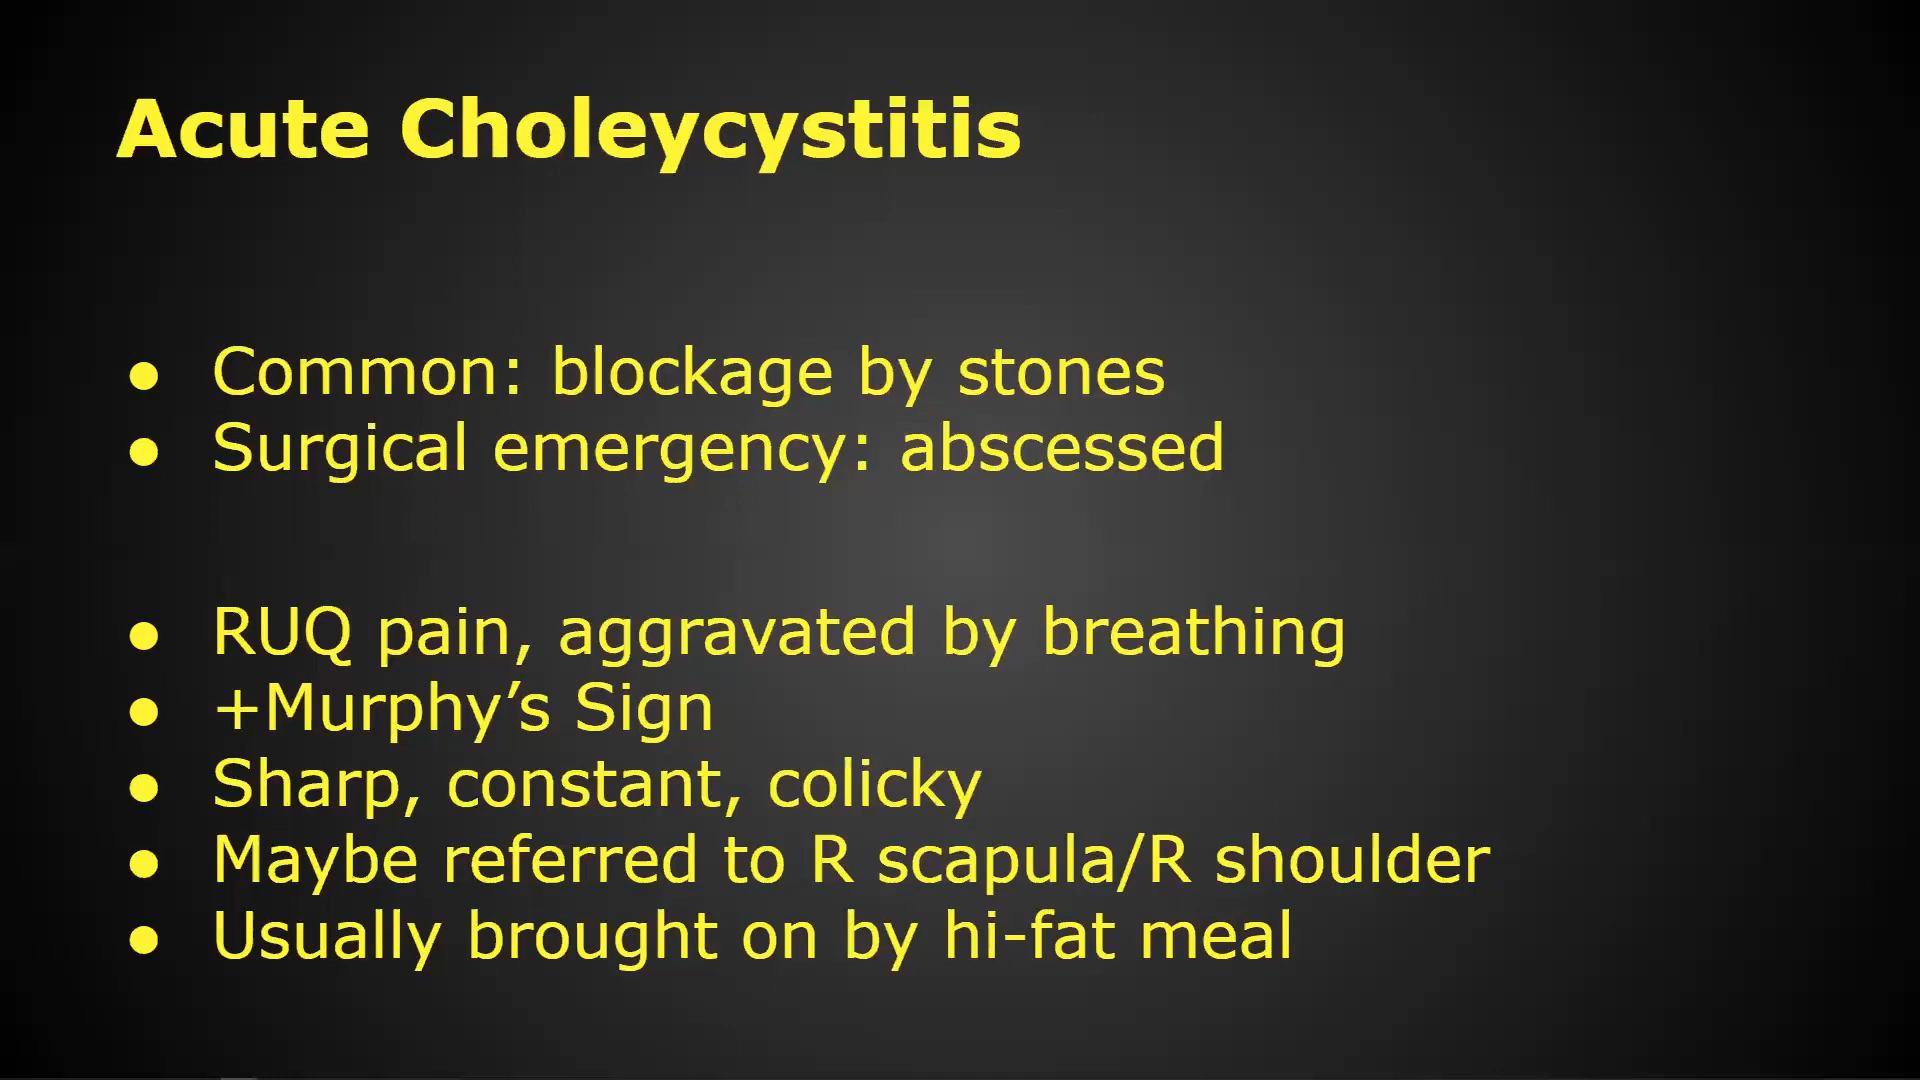 Acute Choleycystitis
● Common: blockage by stones
● Surgical emergency: abscessed
● RUQ pain, aggravated by breathing
● +Murphy’s Sign
● Sharp, constant, colicky
● Maybe referred to R scapula/R shoulder
● Usually brought on by hi-fat meal